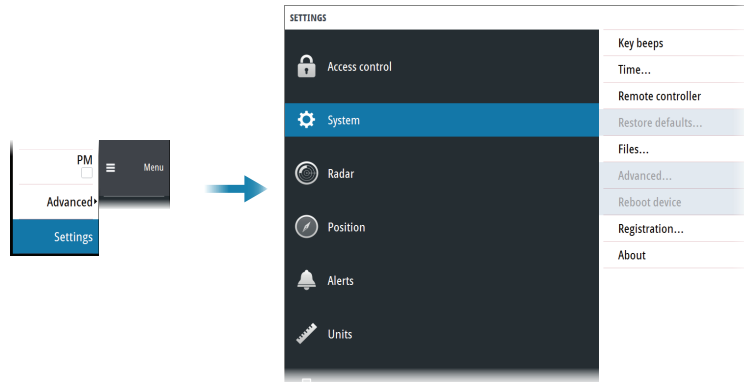 PM
Menu
Advanced
Settings
SETTINGS
Access control
System
Radar
Position
Alerts
Units
Key beeps
Time...
Remote controller
Restore defaults...
Files...
Advanced...
Reboot device
Registration...
About